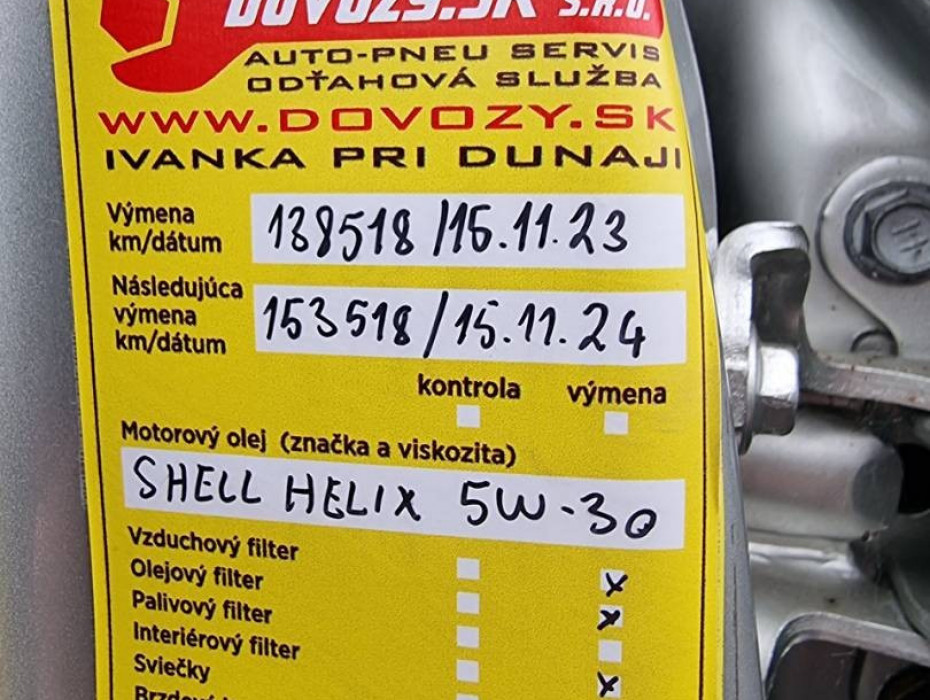 DOVOZY.SK s.r.o.
AUTO-PNEU SERVIS
ODŤAHOVÁ SLUŽBA
WWW.DOVOZY.SK
IVANKA PRI DUNAJI
Výmena
km/dátum
138518/15.11.23
Následujúca
výmena
km/dátum
153518/15.11.24
kontrola výmena
Motorový olej (značka a viskozita)
SHELL HELIX 5W-30
Vzduchový filter
Olejový filter x
Palivový filter x
Interiérový filter
Sviečky x